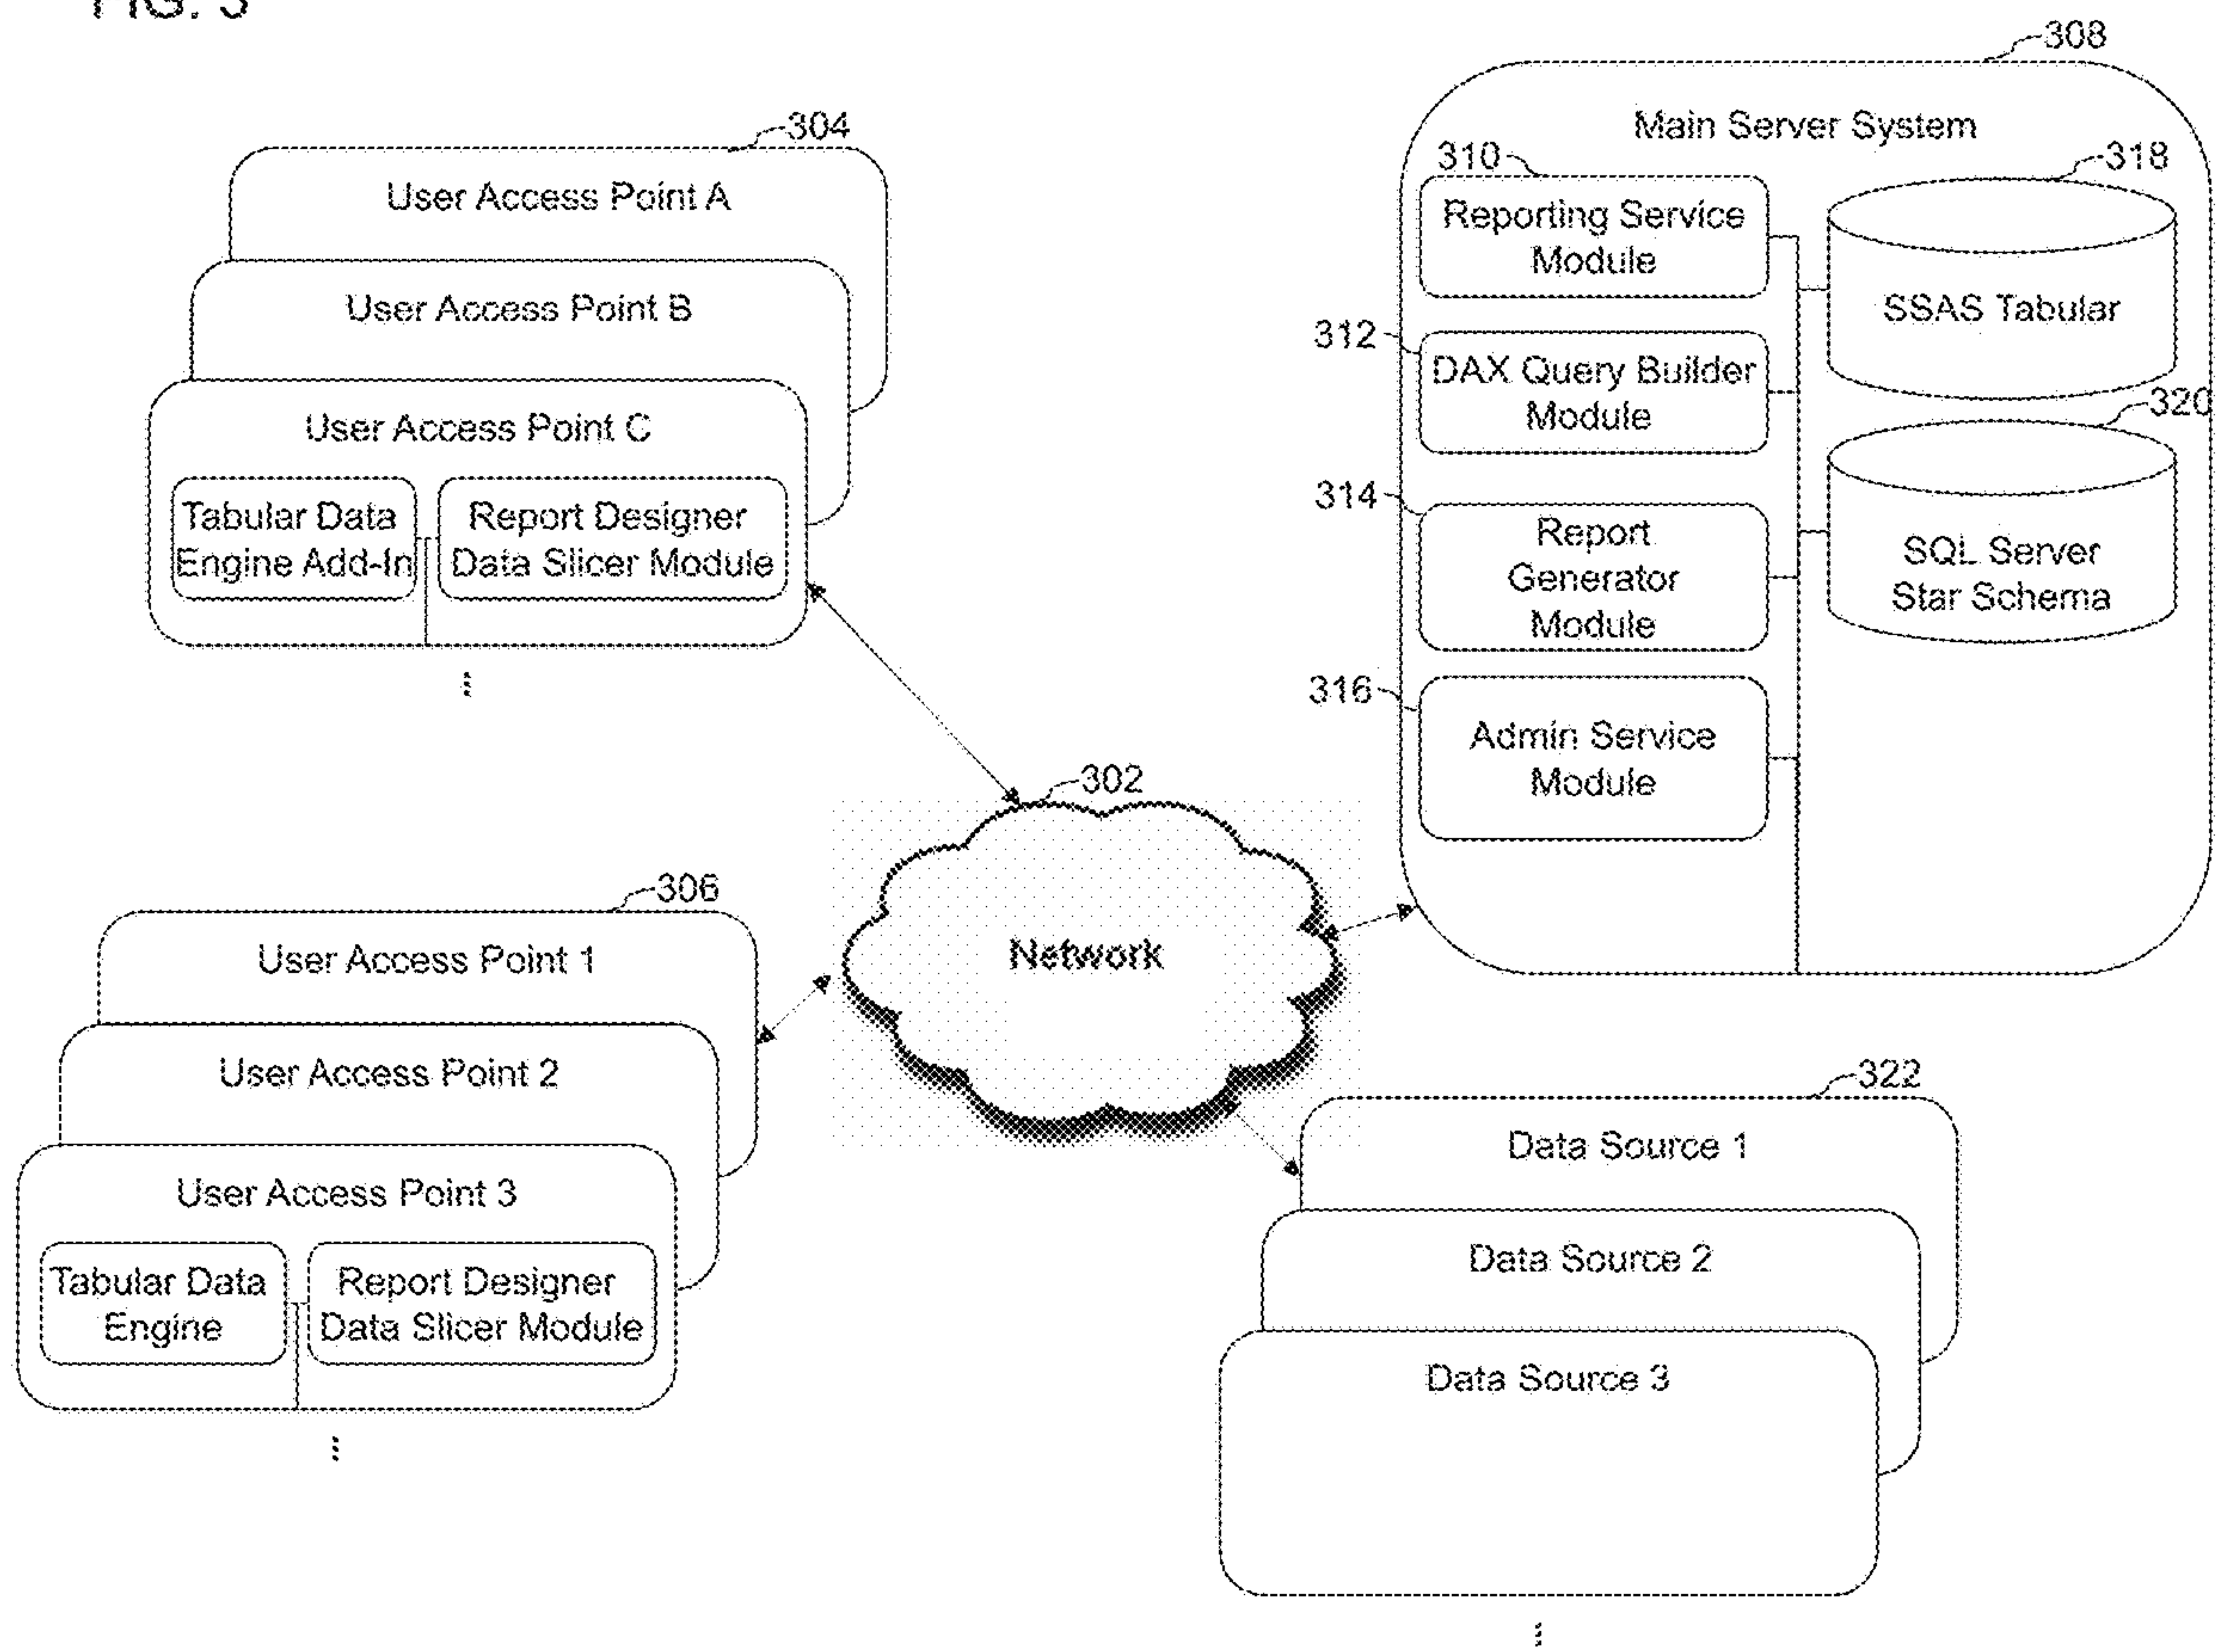 FIG. 3
308
Main Server System
304
User Access Point A
User Access Point B
User Access Point C
Tabular Data
Engine Add-In
Report Designer
Data Slicer Module
⋮
310
Reporting Service
Module
312
DAX Query Builder
Module
314
Report
Generator
Module
316
Admin Service
Module
318
SSAS Tabular
320
SQL Server
Star Schema
302
Network
306
User Access Point 1
User Access Point 2
User Access Point 3
Tabular Data
Engine
Report Designer
Data Slicer Module
⋮
322
Data Source 1
Data Source 2
Data Source 3
⋮